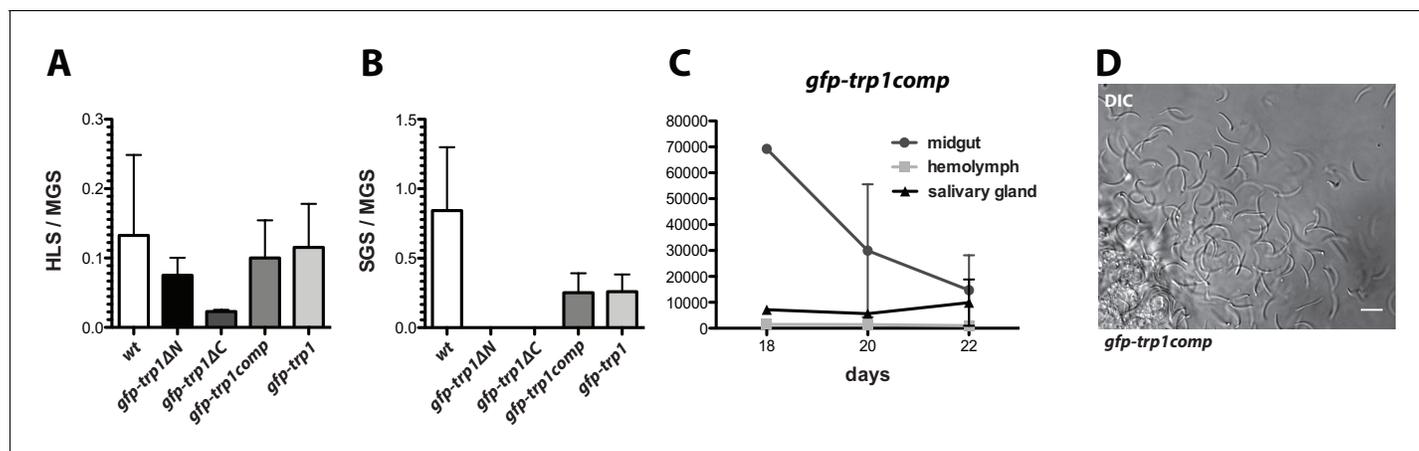 A
HLS / MGS
0.3
0.2
0.1
0.0
wt
gfp-trp1ΔN
gfp-trp1ΔC
gfp-trp1comp
gfp-trp1
B
SGS / MGS
1.5
1.0
0.5
0.0
wt
gfp-trp1ΔN
gfp-trp1ΔC
gfp-trp1comp
gfp-trp1
C
gfp-trp1comp
80000
70000
60000
50000
40000
30000
20000
10000
0
midgut
hemolymph
salivary gland
18
20
22
days
D
DIC
gfp-trp1comp